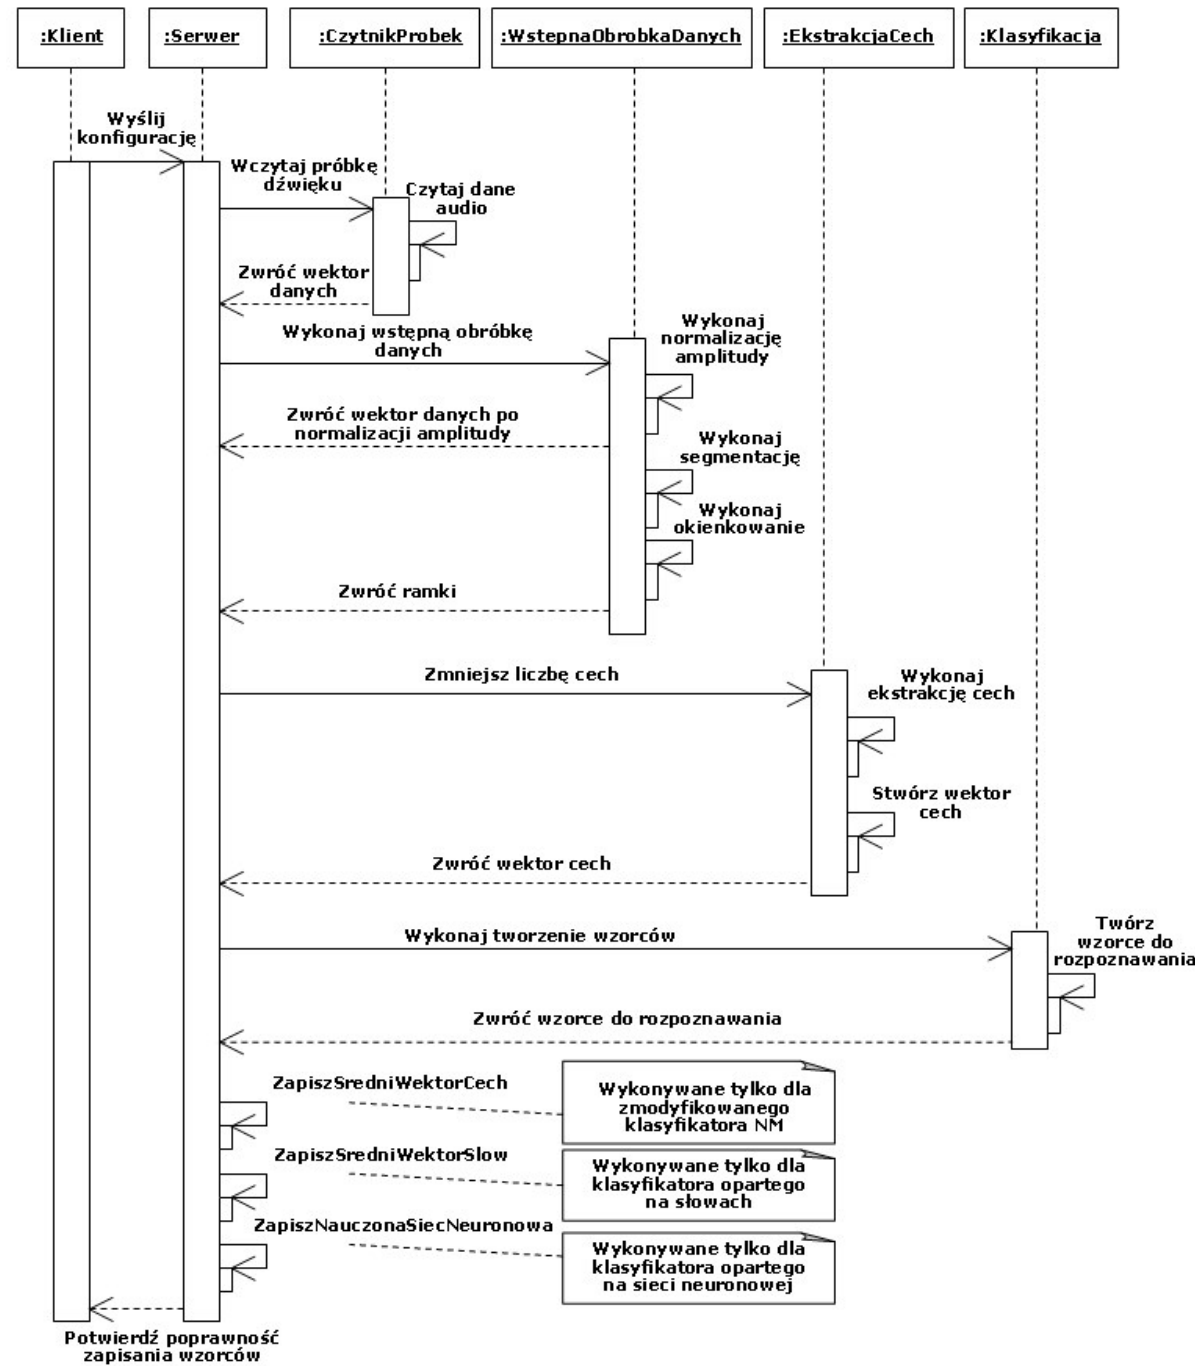 :Klient
:Serwer
:CzytnikProbek
:WstepnaObrobkaDanych
:EkstrakcjaCech
:Klasyfikacja
Wyślij
konfigurację
Wczytaj próbkę
dźwięku
Czytaj dane
audio
Zwróć wektor
danych
Wykonaj wstępną obróbkę
danych
Wykonaj
normalizację
amplitudy
Zwróć wektor danych po
normalizacji amplitudy
Wykonaj
segmentację
Wykonaj
okienkowanie
Zwróć ramki
Zmniejsz liczbę cech
Wykonaj
ekstrakcję cech
Stwórz wektor
cech
Zwróć wektor cech
Wykonaj tworzenie wzorców
Twórz
wzorce do
rozpoznawania
Zwróć wzorce do rozpoznawania
ZapiszSredniWektorCech
Wykonywane tylko dla
zmodyfikowanego
klasyfikatora NM
ZapiszSredniWektorSlow
Wykonywane tylko dla
klasyfikatora opartego
na słowach
ZapiszNauczonaSiecNeuronowa
Wykonywane tylko dla
klasyfikatora opartego
na sieci neuronowej
Potwierdź poprawność
zapisania wzorców